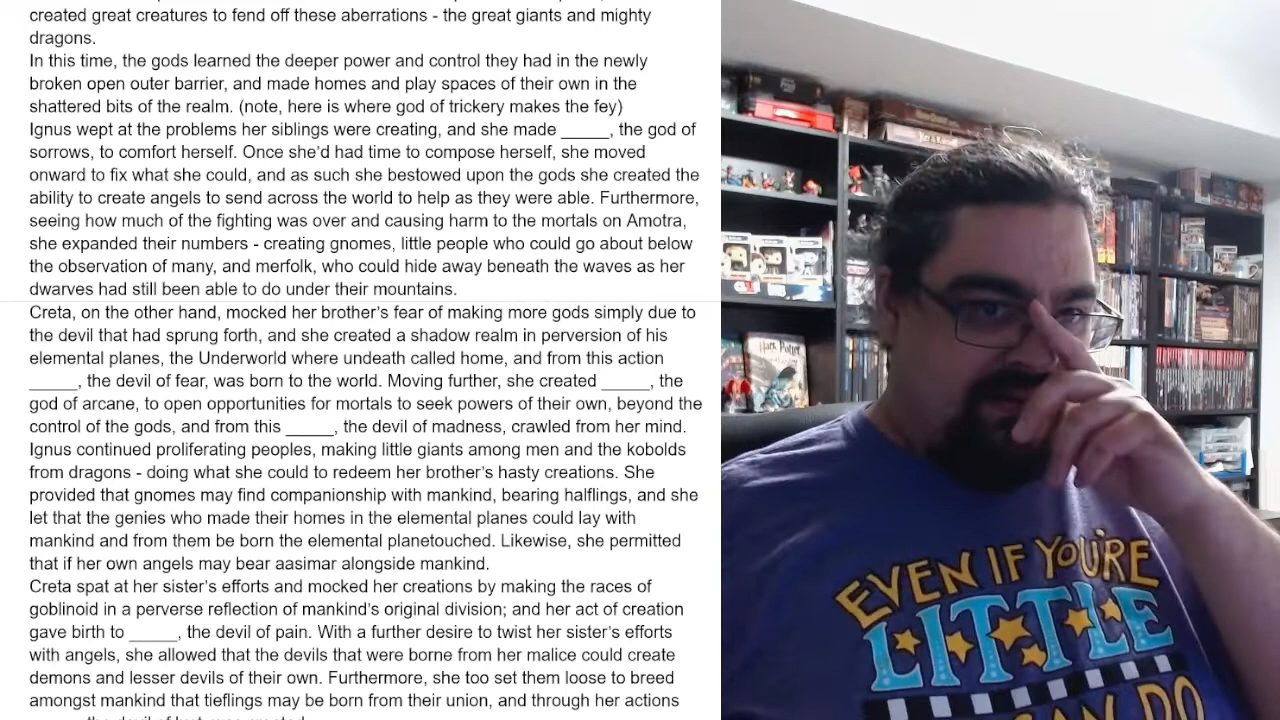 created great creatures to fend off these aberrations - the great giants and mighty
dragons.
In this time, the gods learned the deeper power and control they had in the newly
broken open outer barrier, and made homes and play spaces of their own in the
shattered bits of the realm. (note, here is where god of trickery makes the fey)
Ignus wept at the problems her siblings were creating, and she made _____, the god of
sorrows, to comfort herself. Once she'd had time to compose herself, she moved
onward to fix what she could, and as such she bestowed upon the gods she created the
ability to create angels to send across the world to help as they were able. Furthermore,
seeing how much of the fighting was over and causing harm to the mortals on Amotra,
she expanded their numbers - creating gnomes, little people who could go about below
the observation of many, and merfolk, who could hide away beneath the waves as her
dwarves had still been able to do under their mountains.
Creta, on the other hand, mocked her brother's fear of making more gods simply due to
the devil that had sprung forth, and she created a shadow realm in perversion of his
elemental planes, the Underworld where undeath called home, and from this action
_____, the devil of fear, was born to the world. Moving further, she created _____, the
god of arcane, to open opportunities for mortals to seek powers of their own, beyond the
control of the gods, and from this _____, the devil of madness, crawled from her mind.
Ignus continued proliferating peoples, making little giants among men and the kobolds
from dragons - doing what she could to redeem her brother's hasty creations. She
provided that gnomes may find companionship with mankind, bearing halflings, and she
let that the genies who made their homes in the elemental planes could lay with
mankind and from them be born the elemental planetouched. Likewise, she permitted
that if her own angels may bear aasimar alongside mankind.
Creta spat at her sister's efforts and mocked her creations by making the races of
goblinoid in a perverse reflection of mankind's original division; and her act of creation
gave birth to _____, the devil of pain. With a further desire to twist her sister's efforts
with angels, she allowed that the devils that were borne from her malice could create
demons and lesser devils of their own. Furthermore, she too set them loose to breed
amongst mankind that tieflings may be born from their union, and through her actions
Harry Potter
EVEN IF YOU'RE
LITTLE
CAN DO